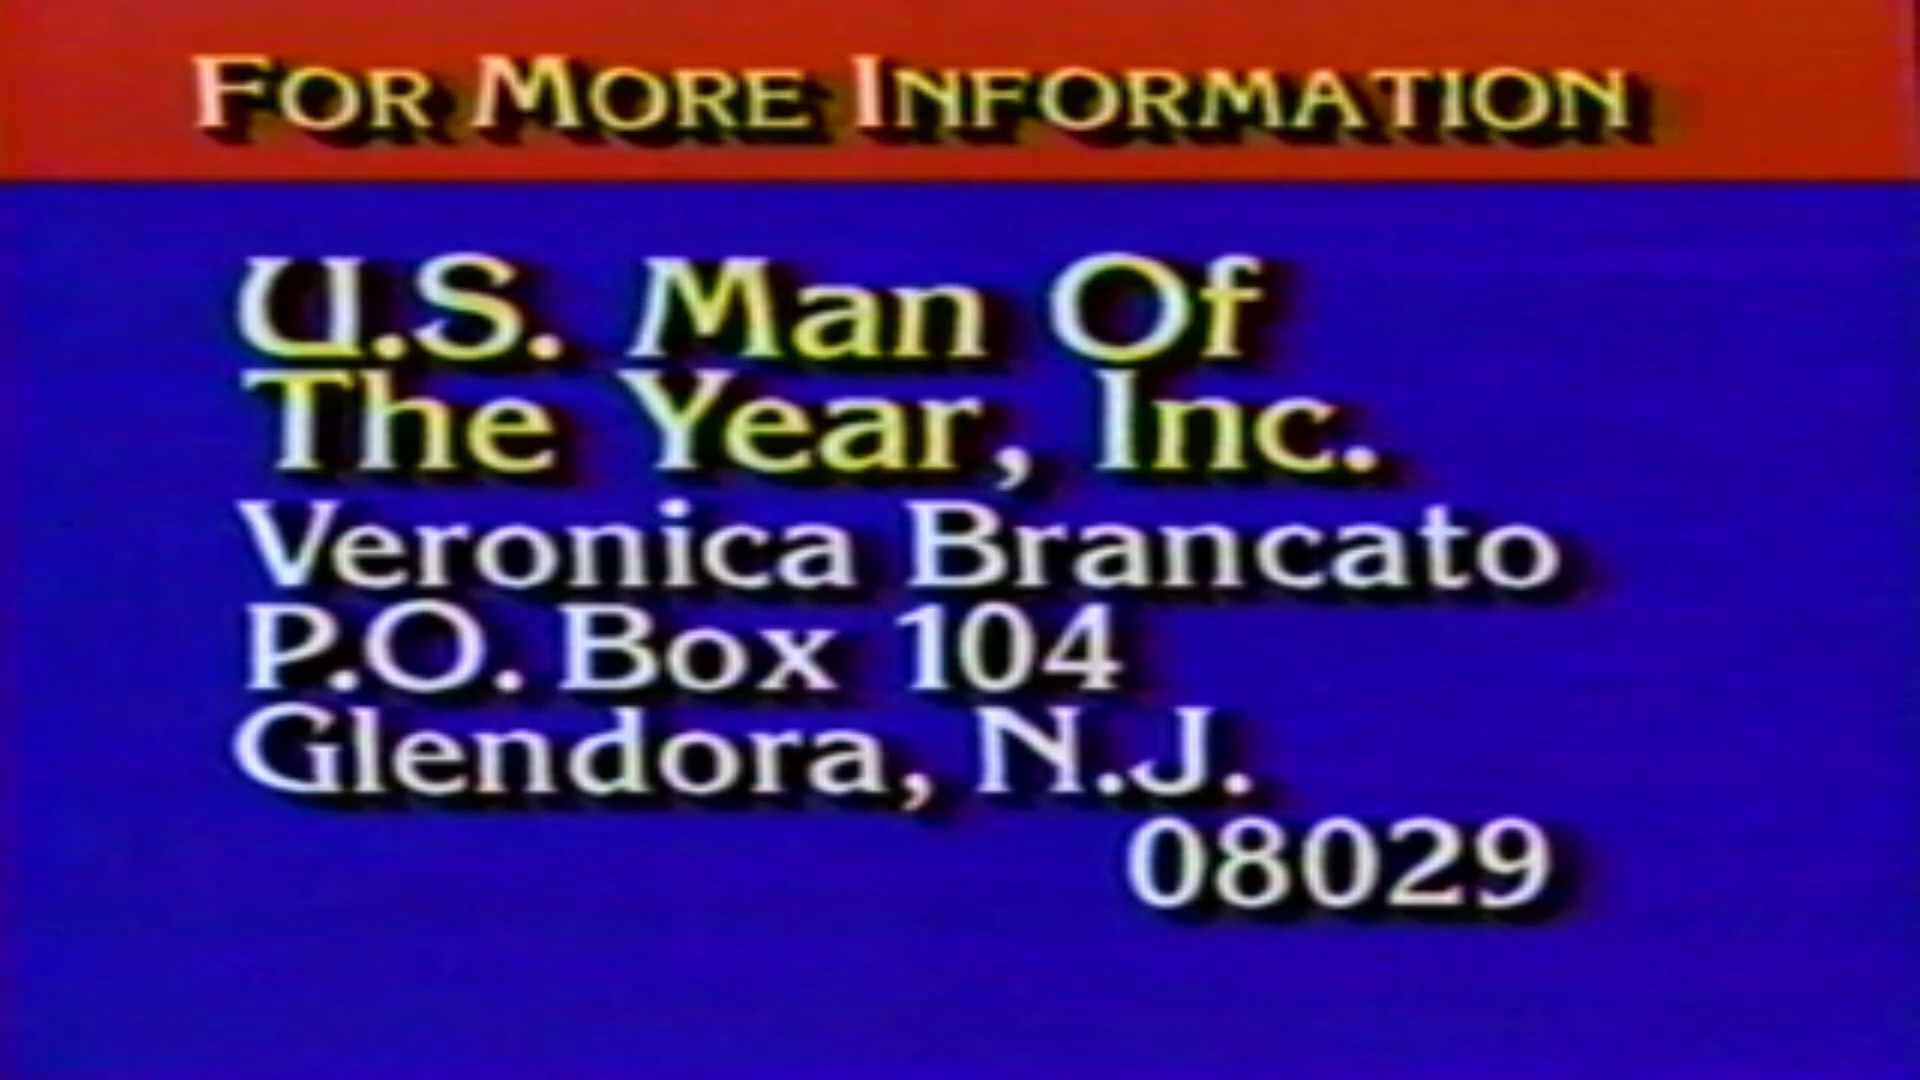 FOR MORE INFORMATION
U.S. Man Of
The Year, Inc.
Veronica Brancato
P.O. Box 104
Glendora, N.J.
08029